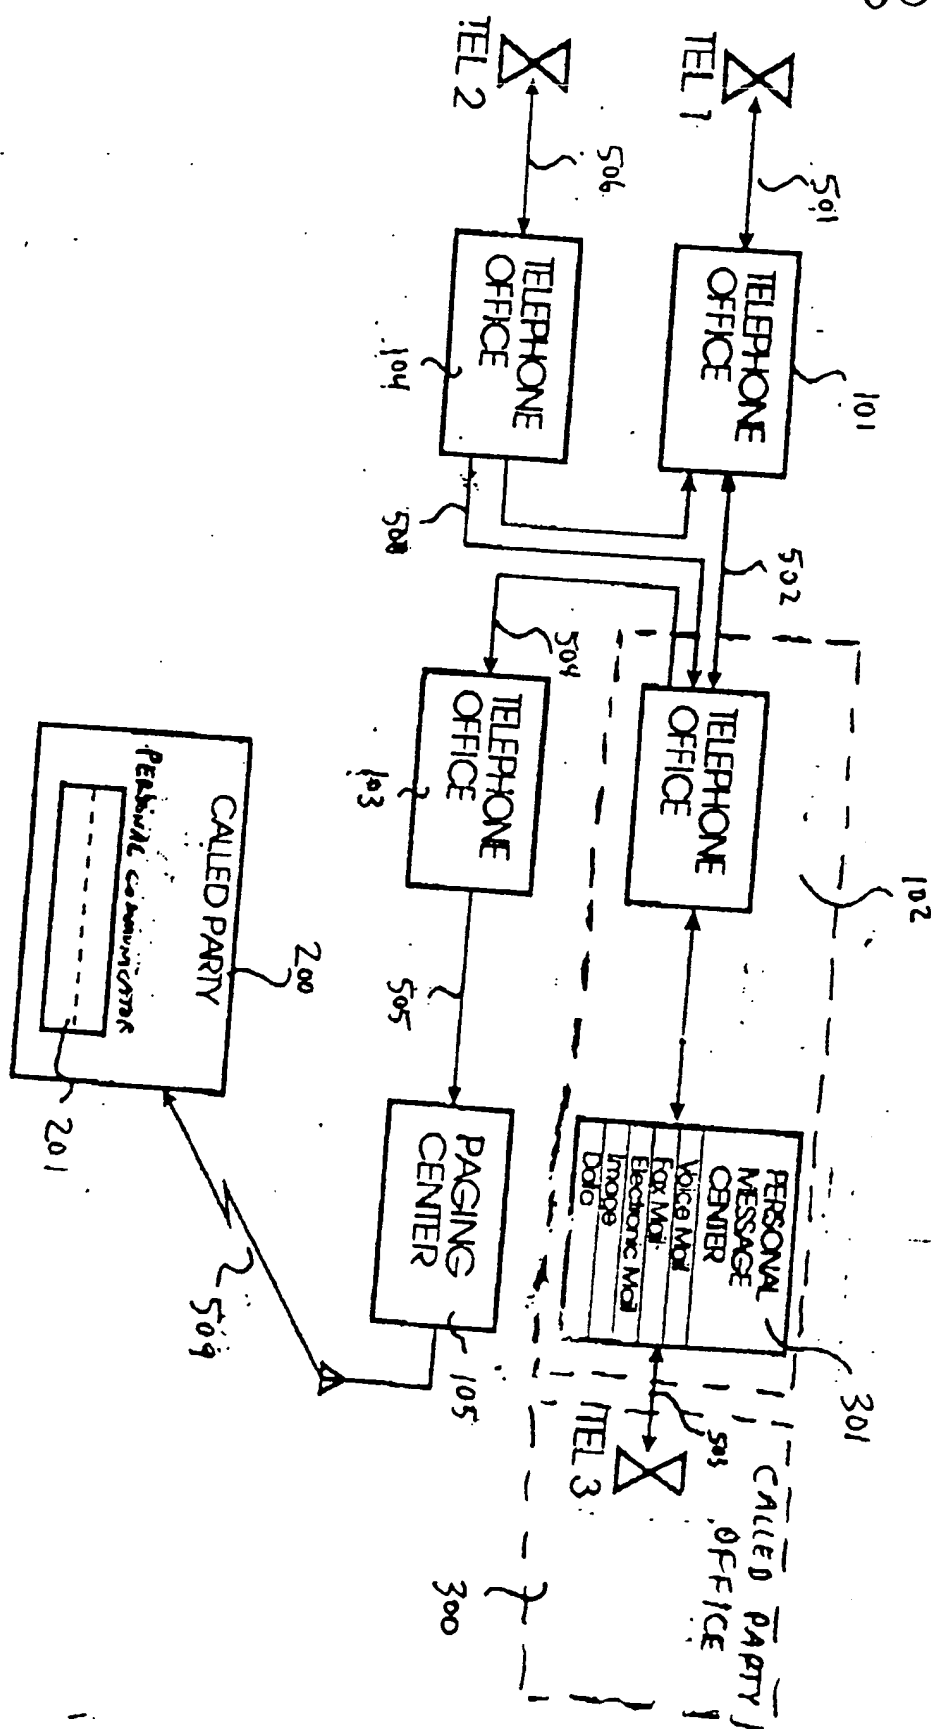 TEL 1
501
TELEPHONE
OFFICE
101
502
TELEPHONE
OFFICE
102
PERSONAL
MESSAGE
CENTER
Voice Mail
Fax Mail
Electronic Mail
Image
Data
301
503
TEL 3
CALLED PARTY
OFFICE
300
TEL 2
506
TELEPHONE
OFFICE
104
508
504
TELEPHONE
OFFICE
103
505
PAGING
CENTER
105
509
CALLED PARTY
200
PERSONAL COMMUNICATOR
201